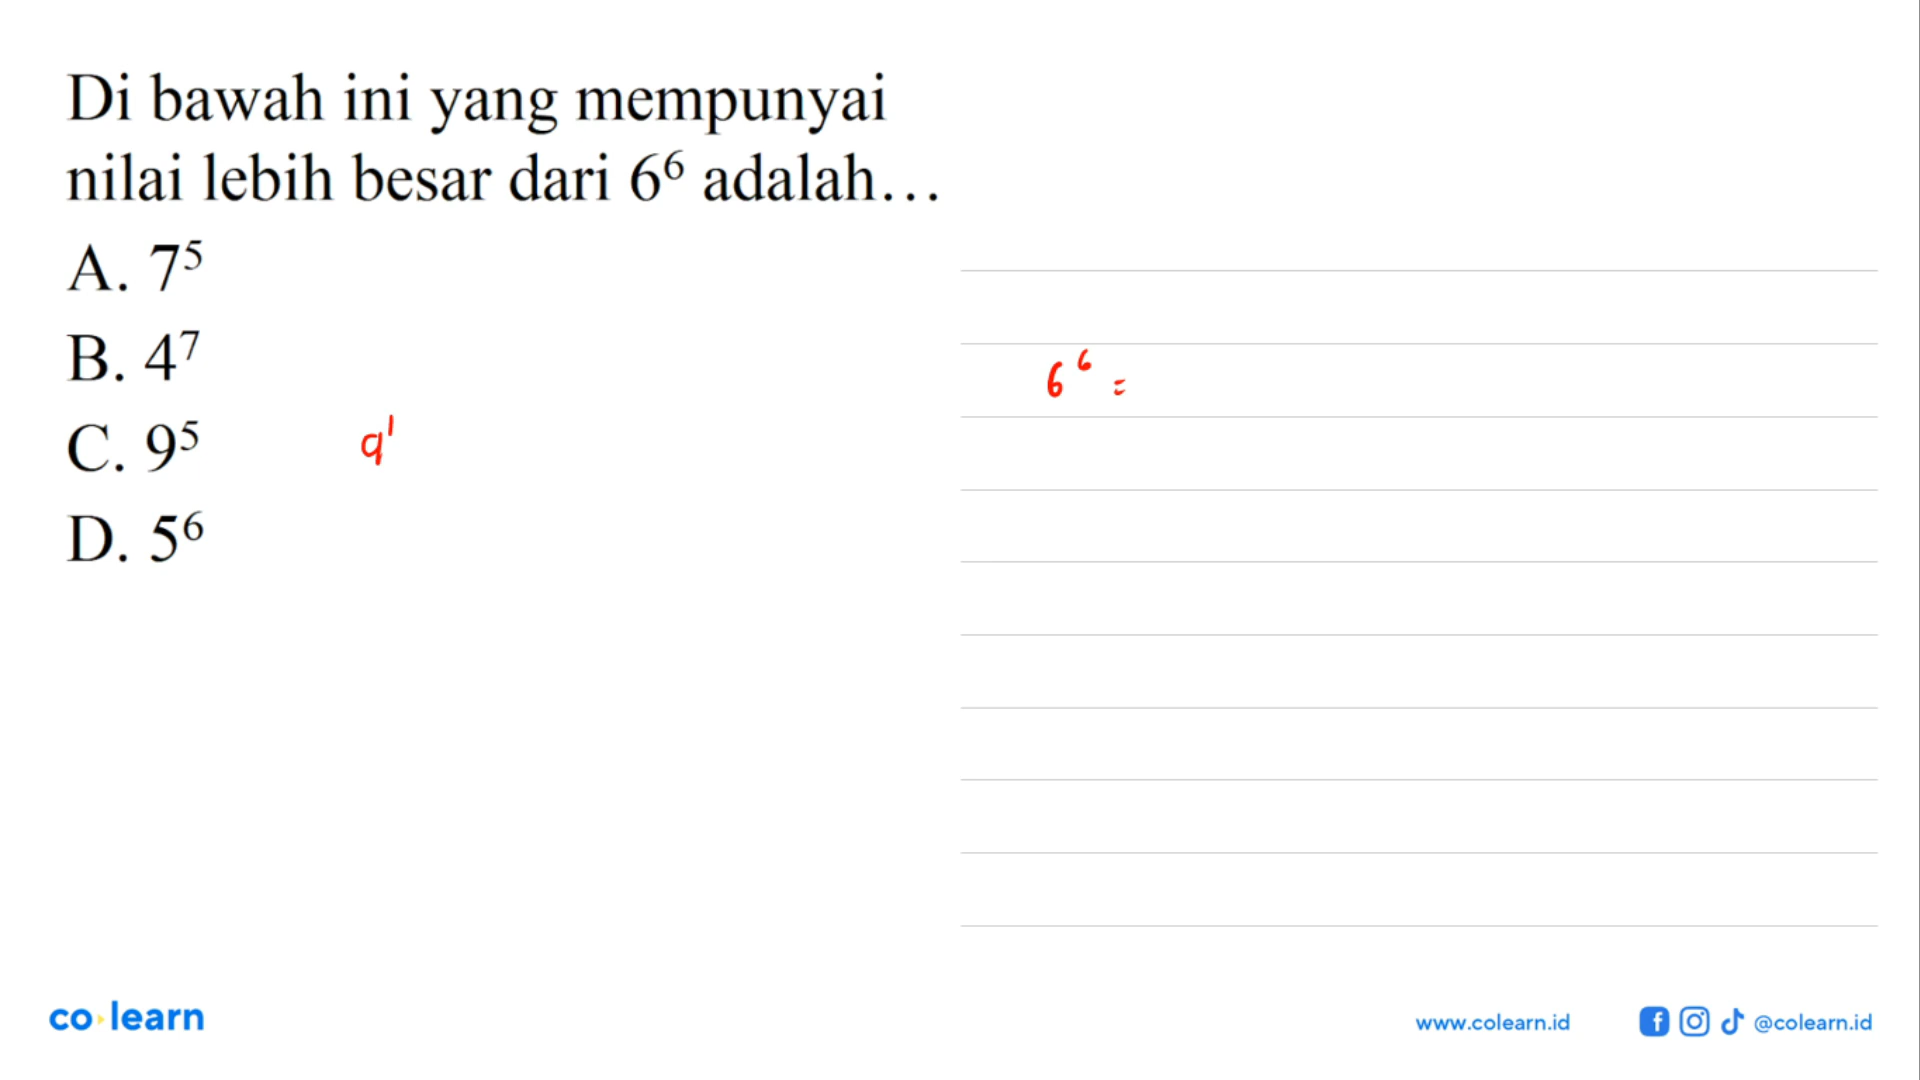 Di bawah ini yang mempunyai
nilai lebih besar dari 6⁶ adalah...
A. 7⁵
B. 4⁷
6⁶ =
C. 9⁵
q'
D. 5⁶
co learn
www.colearn.id
@colearn.id